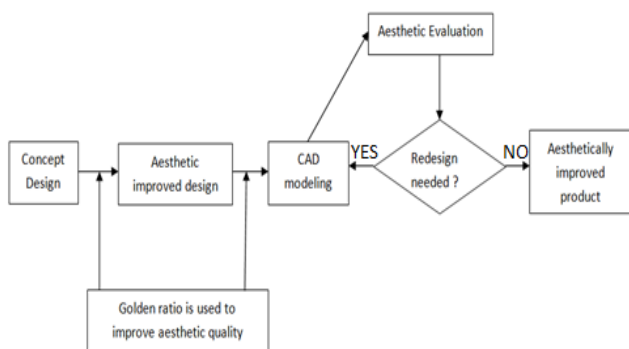 Aesthetic Evaluation
Concept
Design
Aesthetic
improved design
CAD
modeling
YES
Redesign
needed ?
NO
Aesthetically
improved
product
Golden ratio is used to
improve aesthetic quality